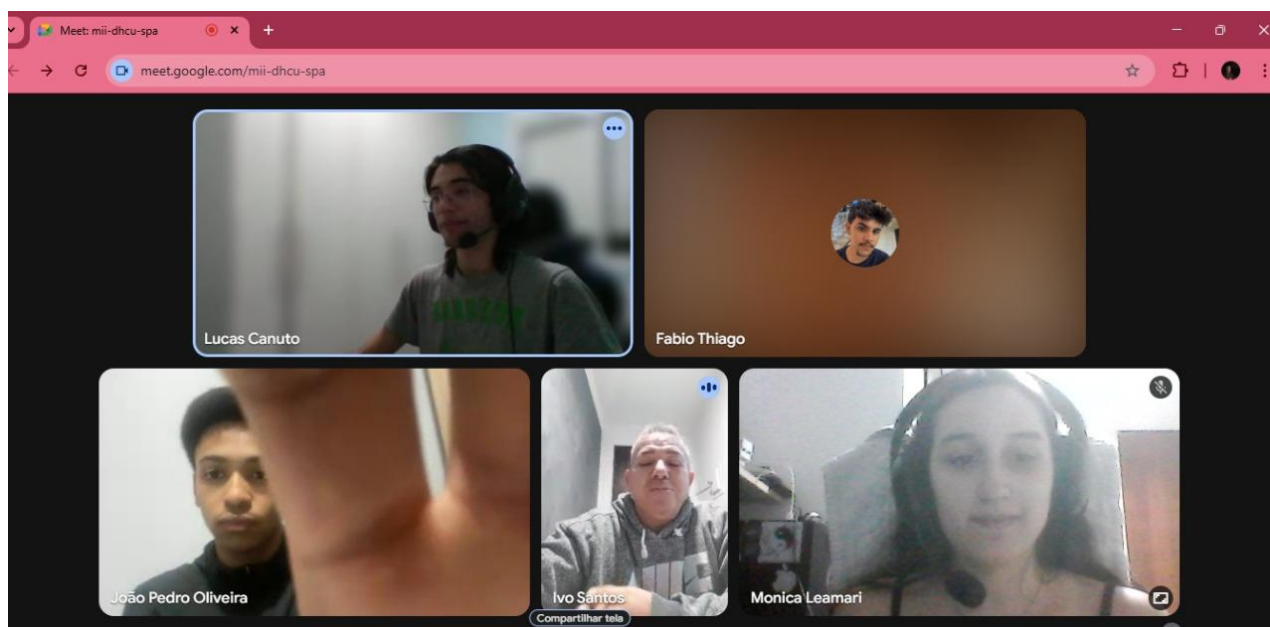 Meet: mii-dhcu-spa
meet.google.com/mii-dhcu-spa
Lucas Canuto
Fabio Thiago
João Pedro Oliveira
Ivo Santos
Monica Leamari
Compartilhar tela